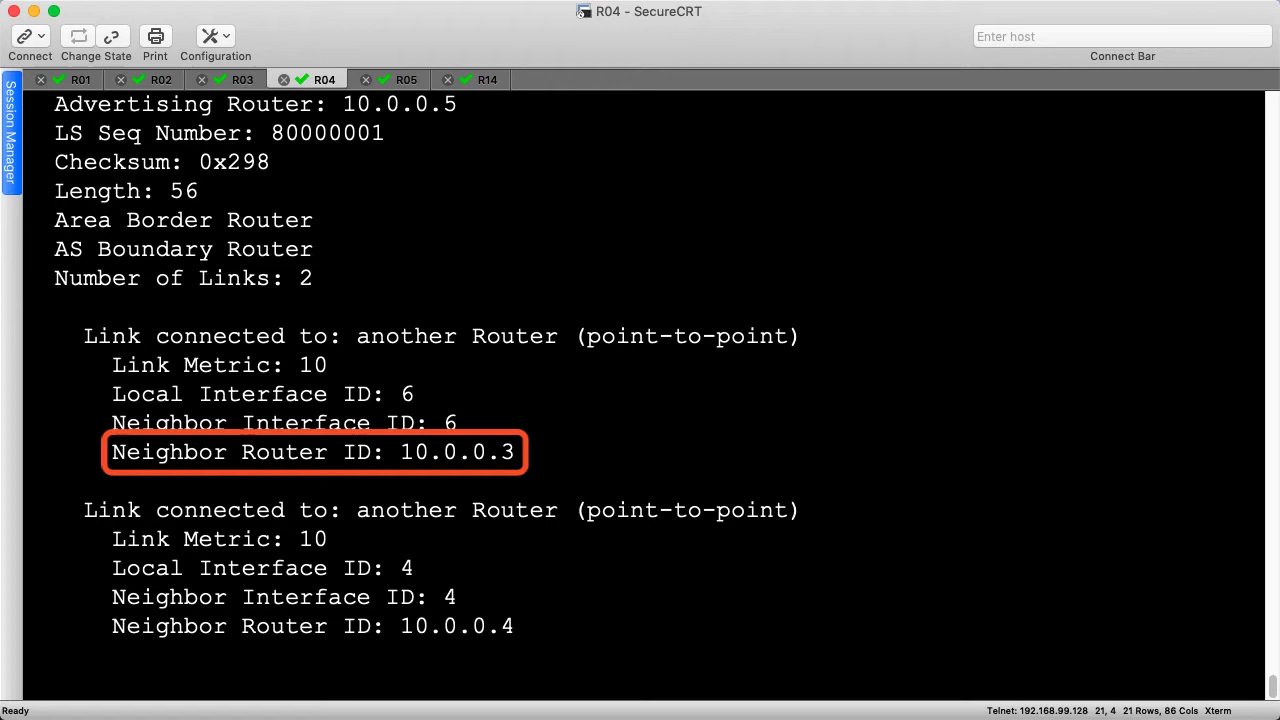 R04 - SecureCRT
Enter host
Connect Change State Print Configuration Connect Bar
R01 R02 R03 R04 R05 R14
Session Manager
Advertising Router: 10.0.0.5
LS Seq Number: 80000001
Checksum: 0x298
Length: 56
Area Border Router
AS Boundary Router
Number of Links: 2
Link connected to: another Router (point-to-point)
Link Metric: 10
Local Interface ID: 6
Neighbor Interface ID: 6
Neighbor Router ID: 10.0.0.3
Link connected to: another Router (point-to-point)
Link Metric: 10
Local Interface ID: 4
Neighbor Interface ID: 4
Neighbor Router ID: 10.0.0.4
Ready Telnet: 192.168.99.128 21, 4 21 Rows, 86 Cols Xterm